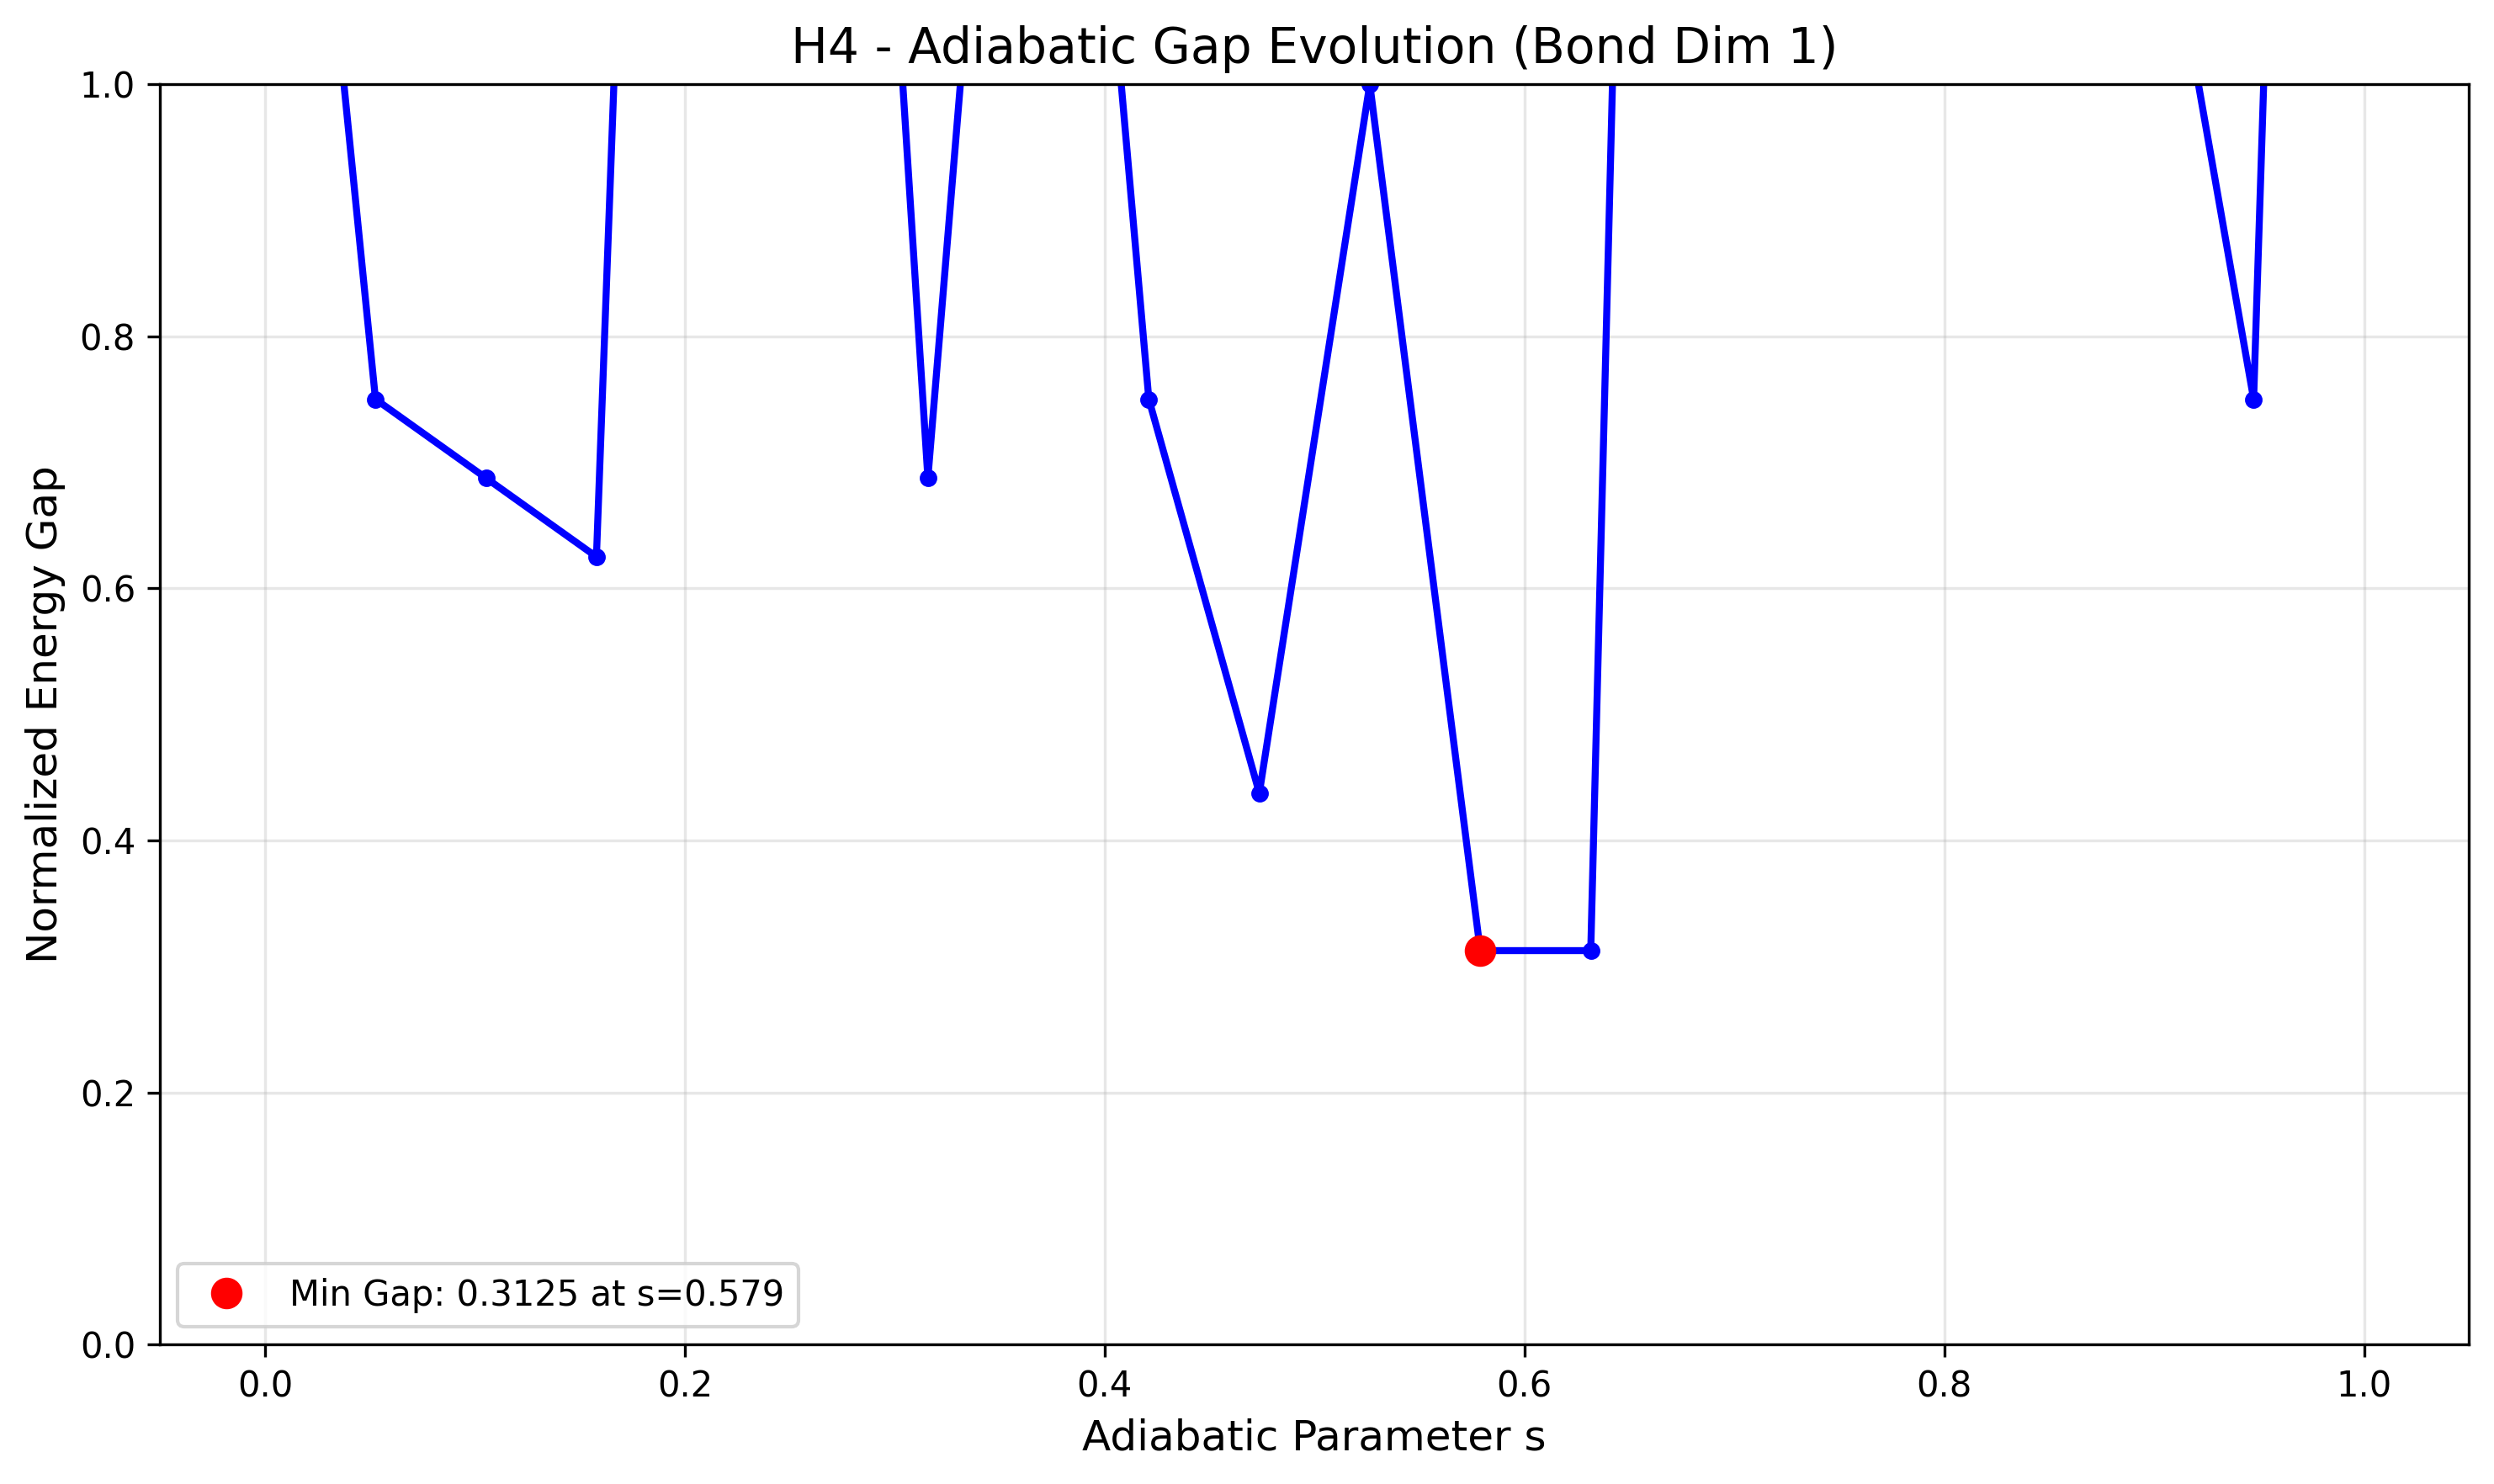 H4 - Adiabatic Gap Evolution (Bond Dim 1)
1.0
0.8
0.6
0.4
0.2
0.0
Normalized Energy Gap
Min Gap: 0.3125 at s=0.579
0.0 0.2 0.4 0.6 0.8 1.0
Adiabatic Parameter s